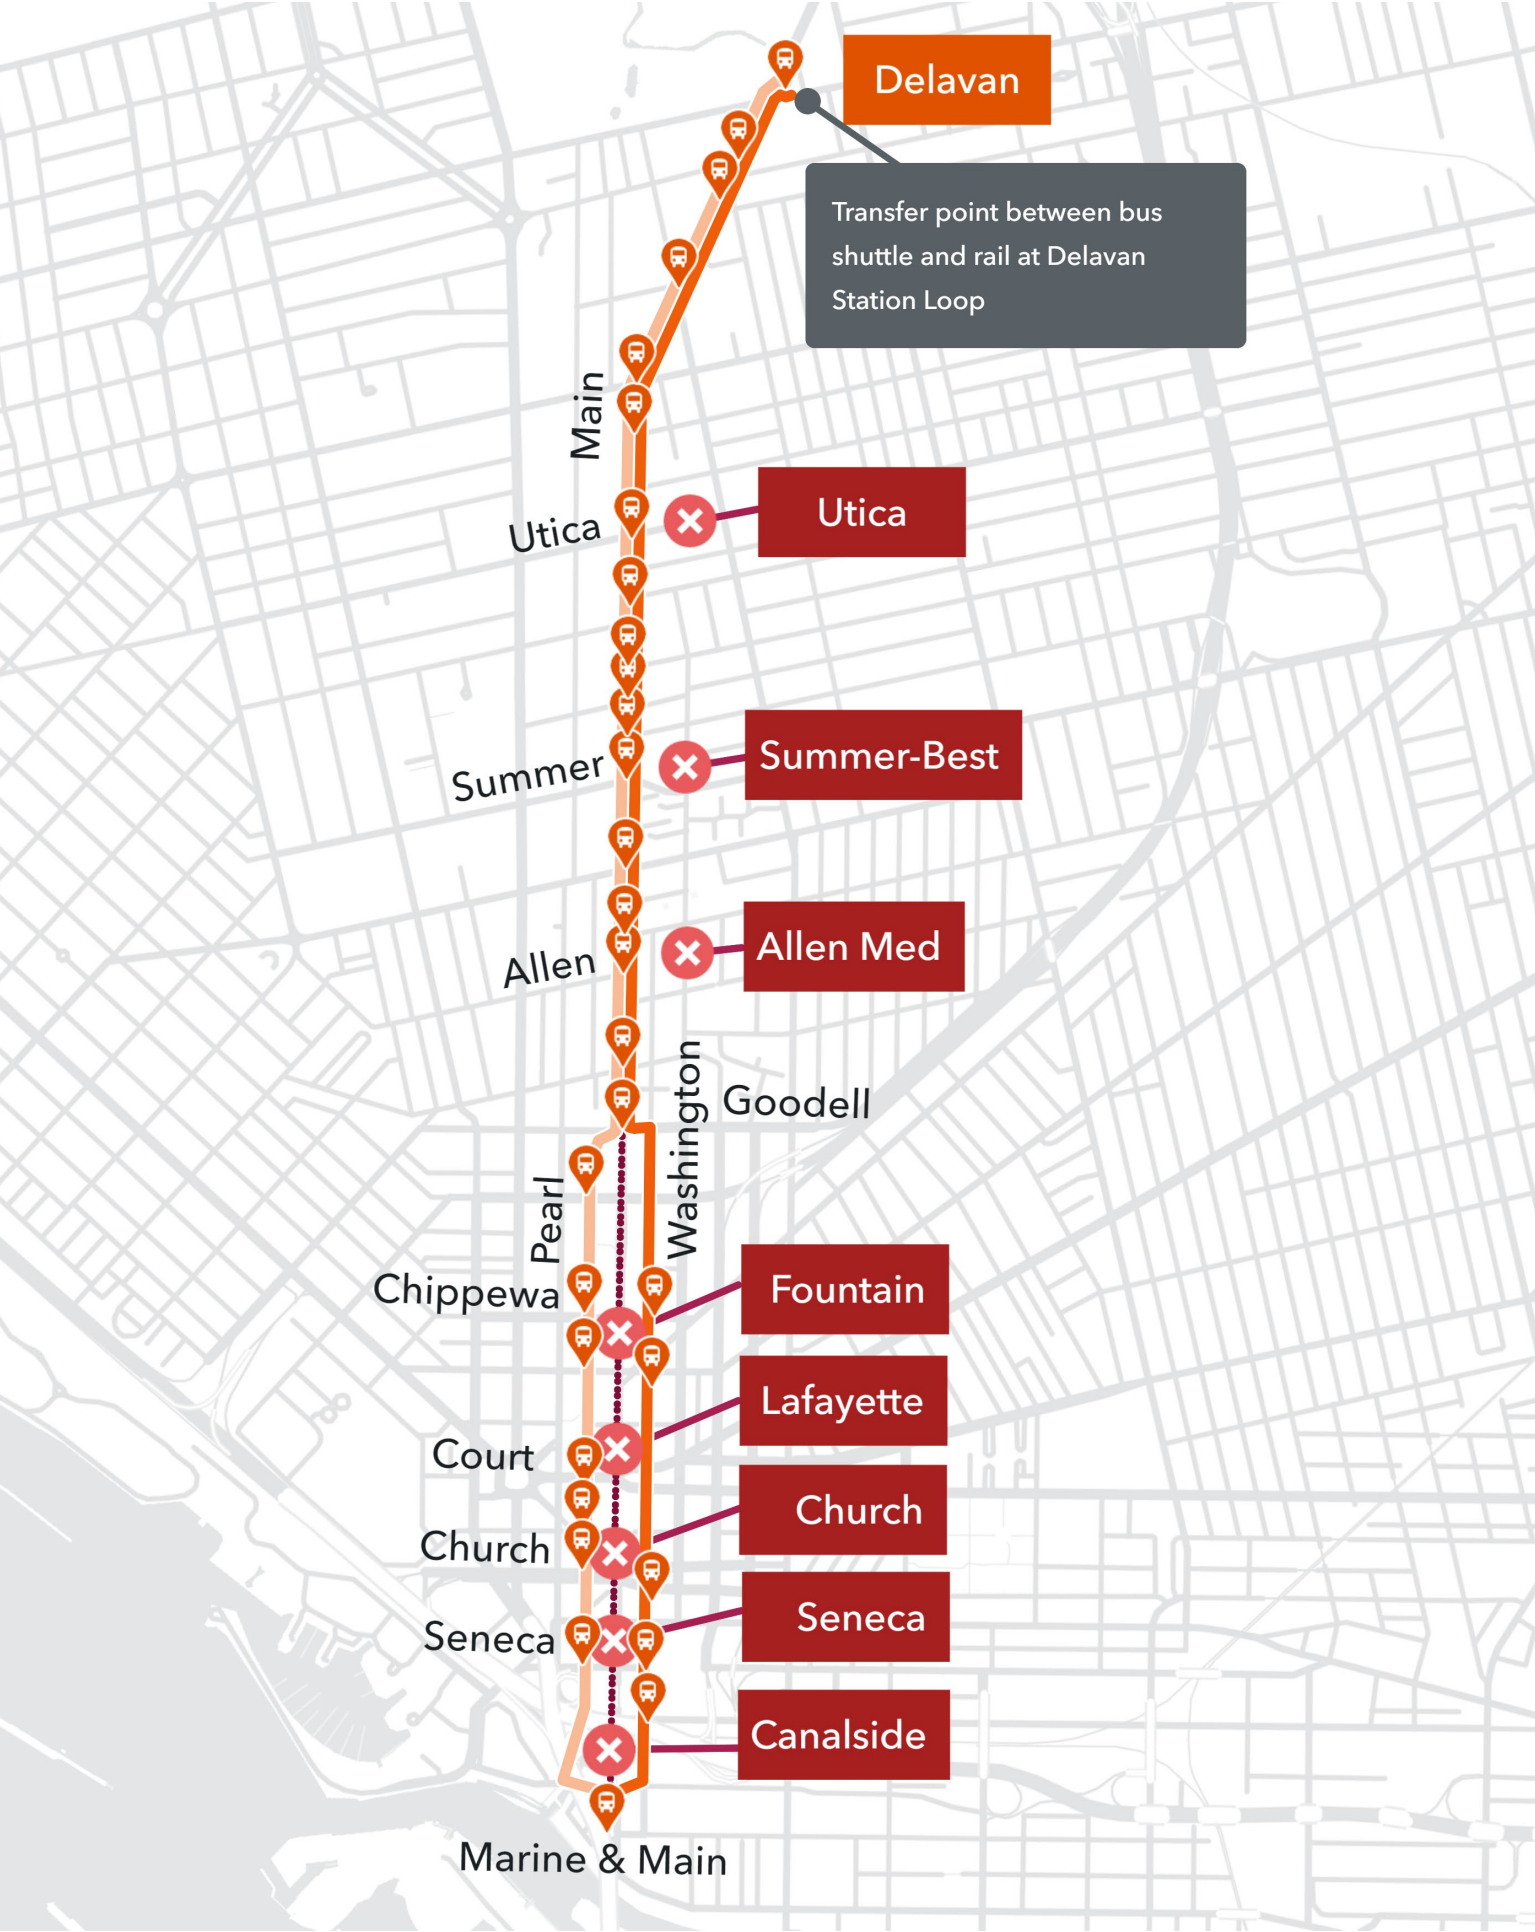 Delavan
Transfer point between bus
shuttle and rail at Delavan
Station Loop
Main
Utica
Utica
Summer
Summer-Best
Allen
Allen Med
Washington
Goodell
Pearl
Chippewa
Fountain
Lafayette
Court
Church
Church
Seneca
Seneca
Canalside
Marine & Main